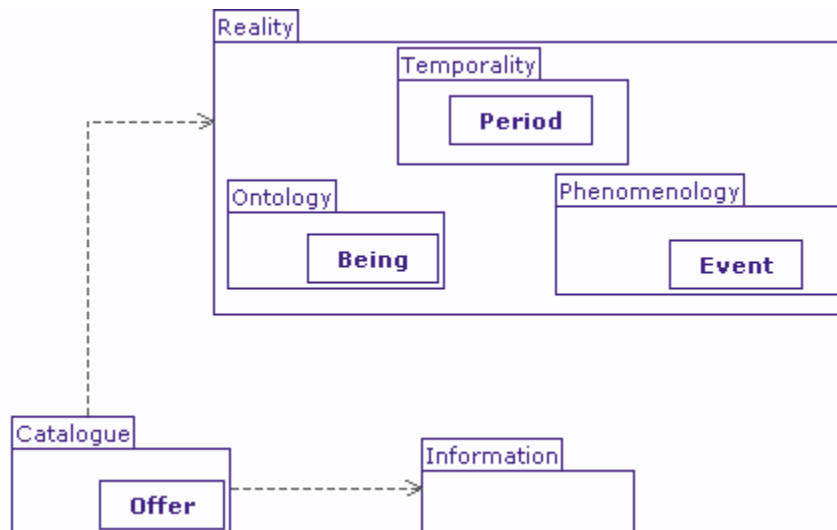 Reality
Temporality
Period
Ontology
Being
Phenomenology
Event
Catalogue
Offer
Information